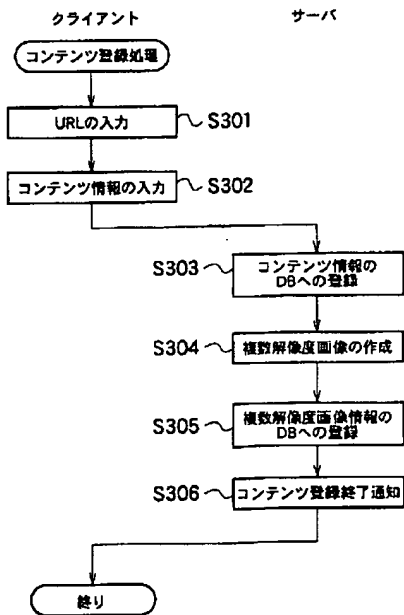 クライアント
サーバ
コンテンツ登録処理
URLの入力
S301
コンテンツ情報の入力
S302
S303
コンテンツ情報の
DBへの登録
S304
複数解像度画像の作成
S305
複数解像度画像情報の
DBへの登録
S306
コンテンツ登録終了通知
終り